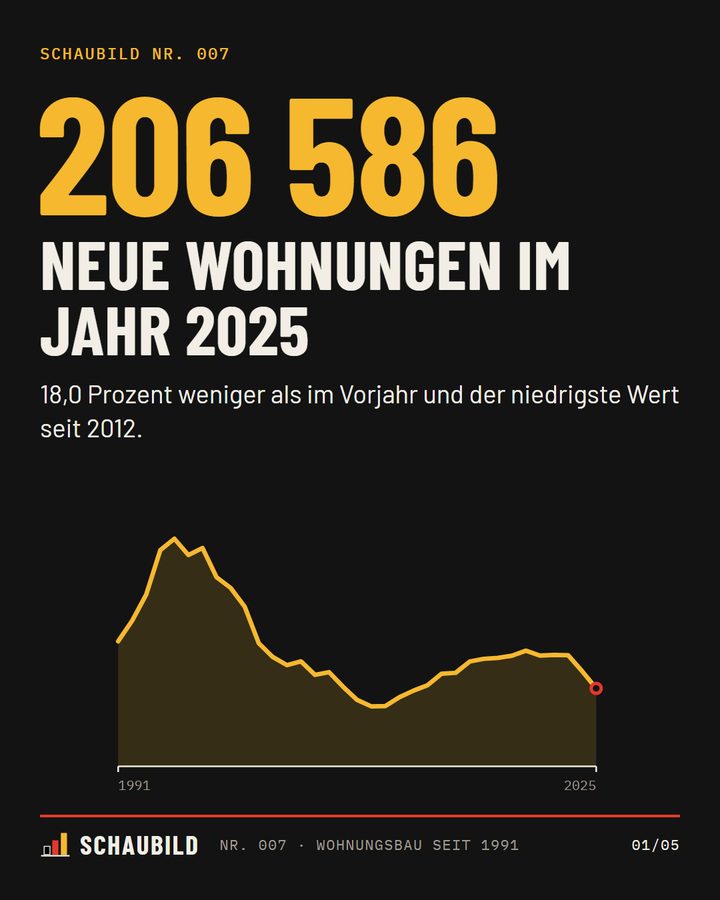 SCHAUBILD NR. 007
206 586
NEUE WOHNUNGEN IM
JAHR 2025
18,0 Prozent weniger als im Vorjahr und der niedrigste Wert
seit 2012.
1991
2025
SCHAUBILD
NR. 007 · WOHNUNGSBAU SEIT 1991
01/05